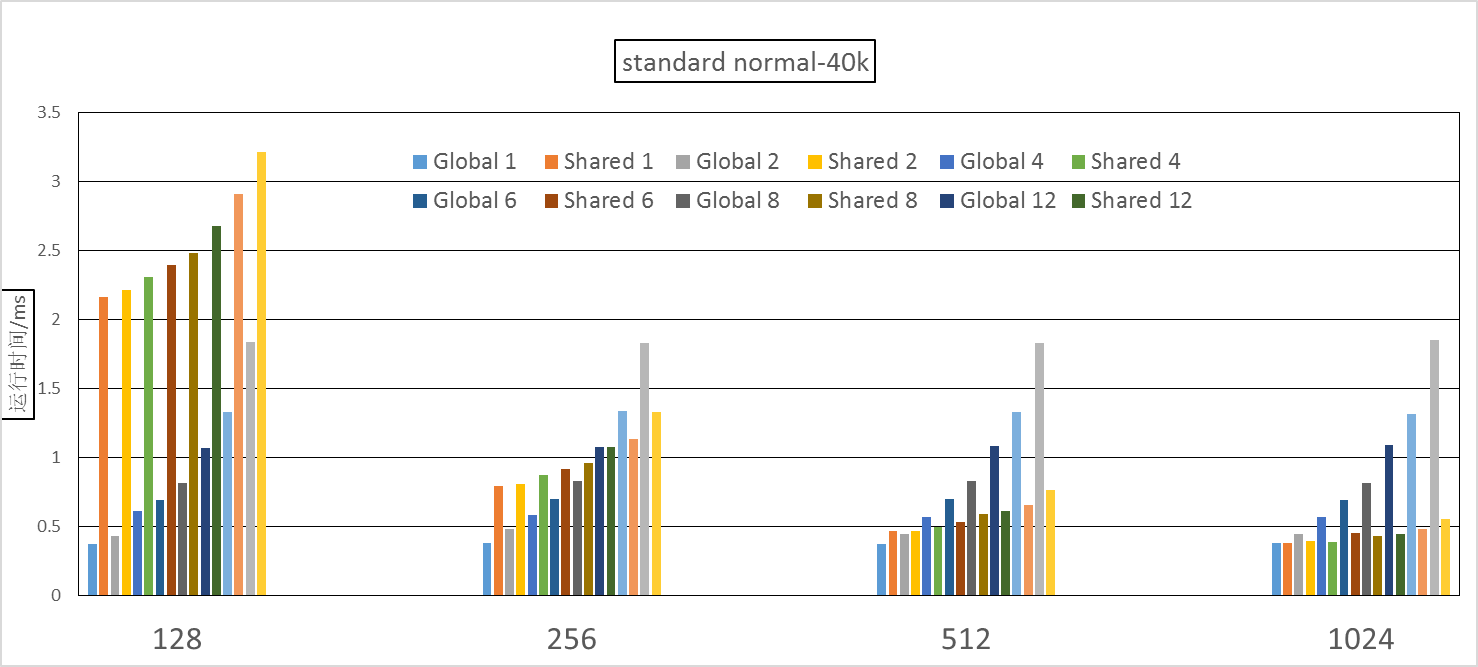 standard normal-40k
3.5
3
2.5
2
1.5
1
0.5
0
运行时间/ms
Global 1 Shared 1 Global 2 Shared 2 Global 4 Shared 4
Global 6 Shared 6 Global 8 Shared 8 Global 12 Shared 12
128 256 512 1024